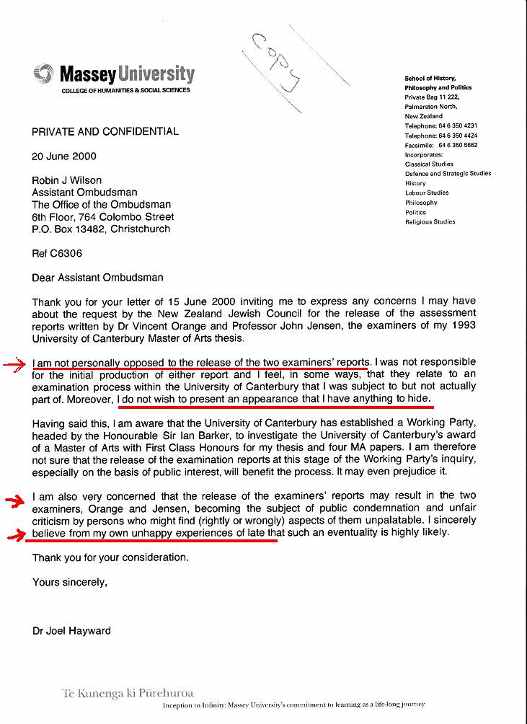 Copy
Massey University
COLLEGE OF HUMANITIES & SOCIAL SCIENCES
School of History,
Philosophy and Politics
Private Bag 11 222,
Palmerston North,
New Zealand
Telephone: 64 6 350 4231
Telephone: 64 6 350 4424
Facsimile: 64 6 350 5662
Incorporates:
Classical Studies
Defence and Strategic Studies
History
Labour Studies
Philosophy
Politics
Religious Studies
PRIVATE AND CONFIDENTIAL
20 June 2000
Robin J Wilson
Assistant Ombudsman
The Office of the Ombudsman
6th Floor, 764 Colombo Street
P.O. Box 13482, Christchurch
Ref C6306
Dear Assistant Ombudsman
Thank you for your letter of 15 June 2000 inviting me to express any concerns I may have
about the request by the New Zealand Jewish Council for the release of the assessment
reports written by Dr Vincent Orange and Professor John Jensen, the examiners of my 1993
University of Canterbury Master of Arts thesis.
I am not personally opposed to the release of the two examiners' reports. I was not responsible
for the initial production of either report and I feel, in some ways, that they relate to an
examination process within the University of Canterbury that I was subject to but not actually
part of. Moreover, I do not wish to present an appearance that I have anything to hide.
Having said this, I am aware that the University of Canterbury has established a Working Party,
headed by the Honourable Sir Ian Barker, to investigate the University of Canterbury's award
of a Master of Arts with First Class Honours for my thesis and four MA papers. I am therefore
not sure that the release of the examination reports at this stage of the Working Party's inquiry,
especially on the basis of public interest, will benefit the process. It may even prejudice it.
I am also very concerned that the release of the examiners' reports may result in the two
examiners, Orange and Jensen, becoming the subject of public condemnation and unfair
criticism by persons who might find (rightly or wrongly) aspects of them unpalatable. I sincerely
believe from my own unhappy experiences of late that such an eventuality is highly likely.
Thank you for your consideration.
Yours sincerely,
Dr Joel Hayward
Te Kunenga ki Pūrehuroa
Inception to Infinity: Massey University's commitment to learning as a life-long journey